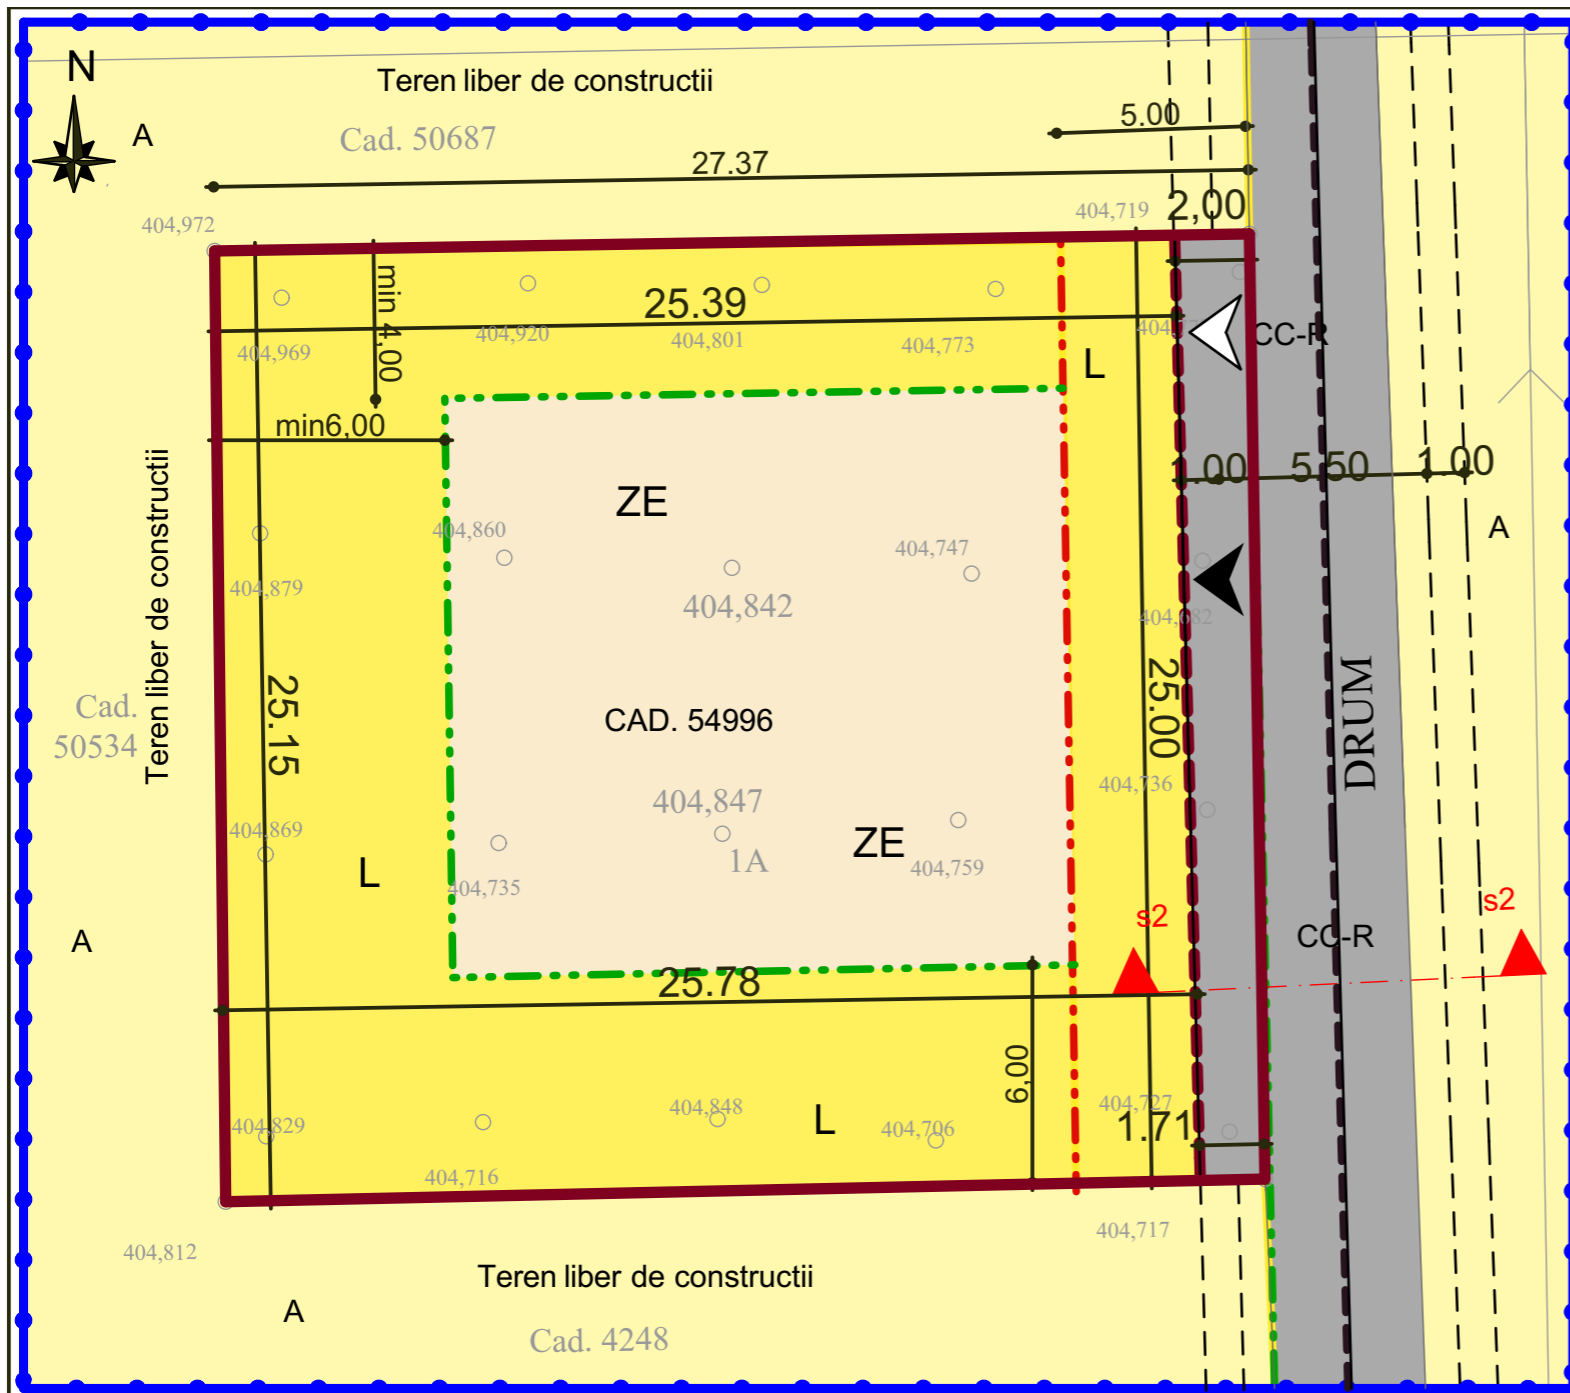 N
Teren liber de constructii
A
Cad. 50687
5.00
27.37
404,972
404,719
2,00
min 4,00
25.39
404,969
404,920
404,801
404,773
CC-R
L
min6,00
1.00
5.50
1.00
ZE
A
404,860
404,747
404,879
404,842
404,682
Teren liber de constructii
25.15
25.00
DRUM
Cad.
50534
CAD. 54996
404,736
404,847
404,869
ZE
1A
404,759
L
404,735
s2
s2
A
CC-R
25.78
6,00
404,829
404,848
L
404,706
404,727
1.71
404,716
404,812
404,717
Teren liber de constructii
A
Cad. 4248